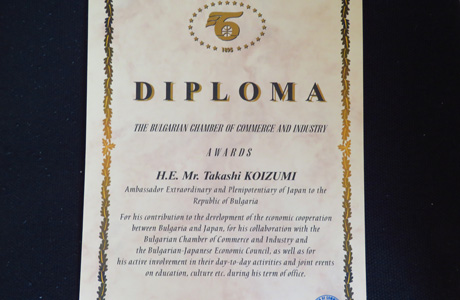 1895
DIPLOMA
THE BULGARIAN CHAMBER OF COMMERCE AND INDUSTRY
AWARDS
H.E. Mr. Takashi KOIZUMI
Ambassador Extraordinary and Plenipotentiary of Japan to the
Republic of Bulgaria
For his contribution to the development of the economic cooperation
between Bulgaria and Japan, for his collaboration with the
Bulgarian Chamber of Commerce and Industry and
the Bulgarian-Japanese Economic Council, as well as for
his active involvement in their day-to-day activities and joint events
on education, culture etc. during his term of office.